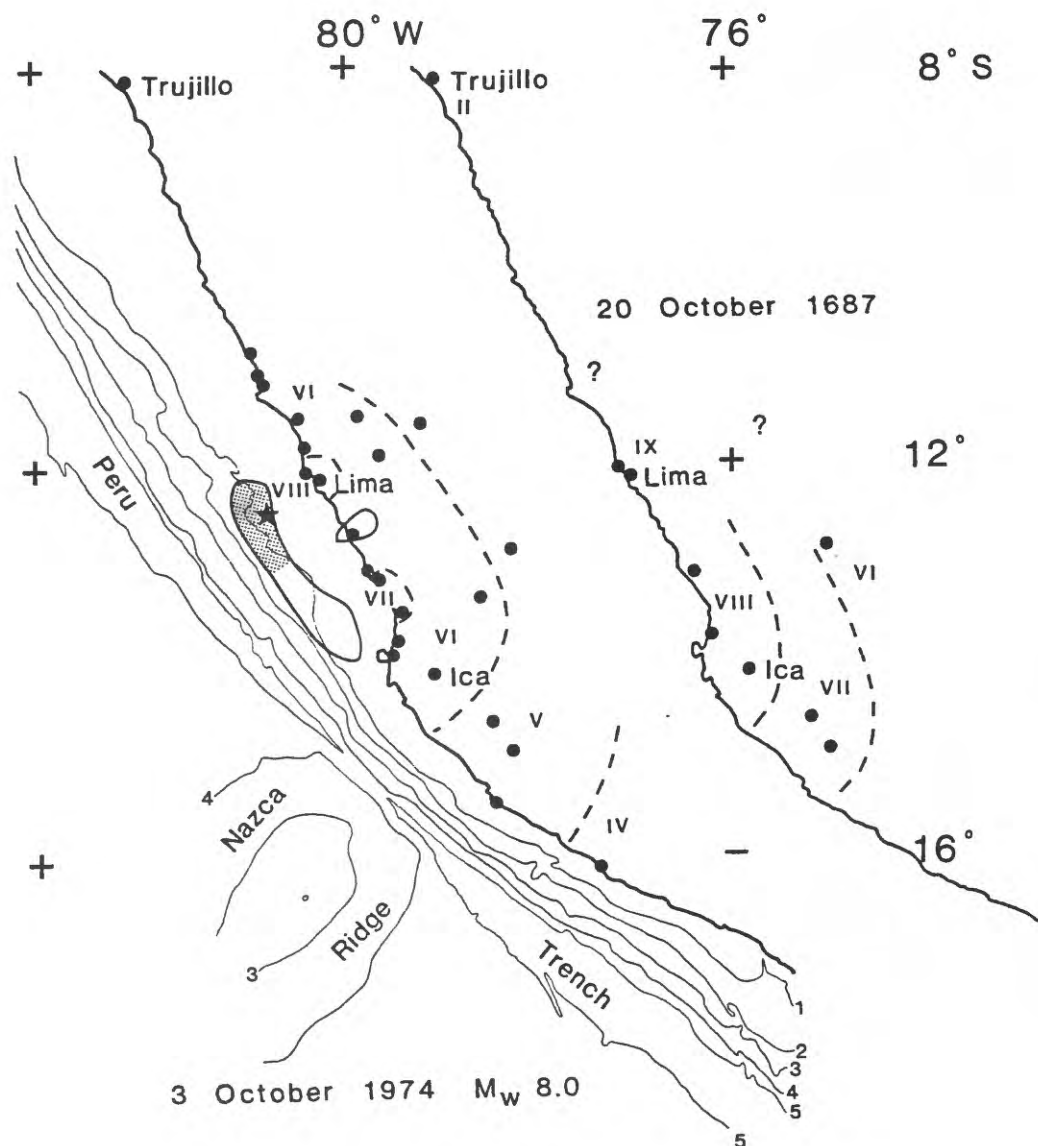 80° W
76°
8° S
Trujillo
Trujillo
II
20 October 1687
?
VI
?
IX
12°
Lima
Peru
VIII
Lima
VI
VII
VIII
VI
Ica
VII
Ica
V
4
Nazca
IV
16°
Ridge
3
Trench
1
2
3
4
5
5
3 October 1974 Mw 8.0